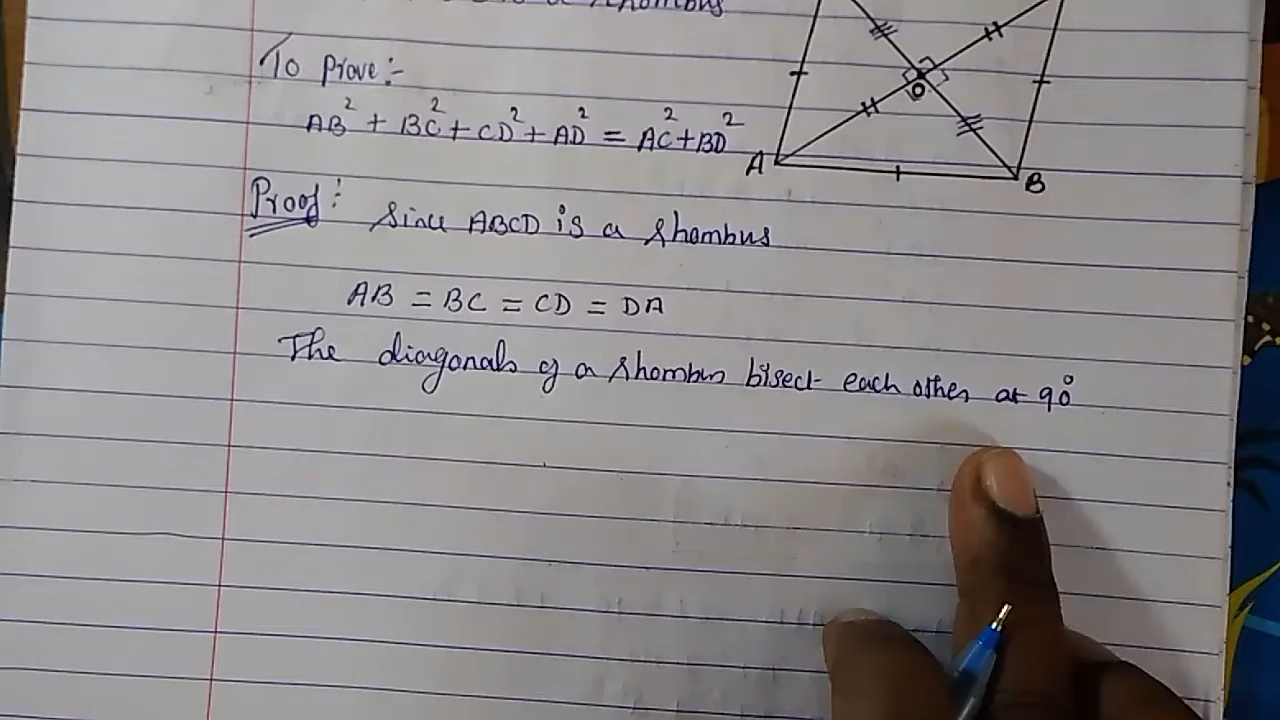 a rhombus
To Prove:-
AB² + BC² + CD² + AD² = AC² + BD²
O
A
B
Proof: Since ABCD is a rhombus
AB = BC = CD = DA
The diagonals of a rhombus bisect each other at 90°